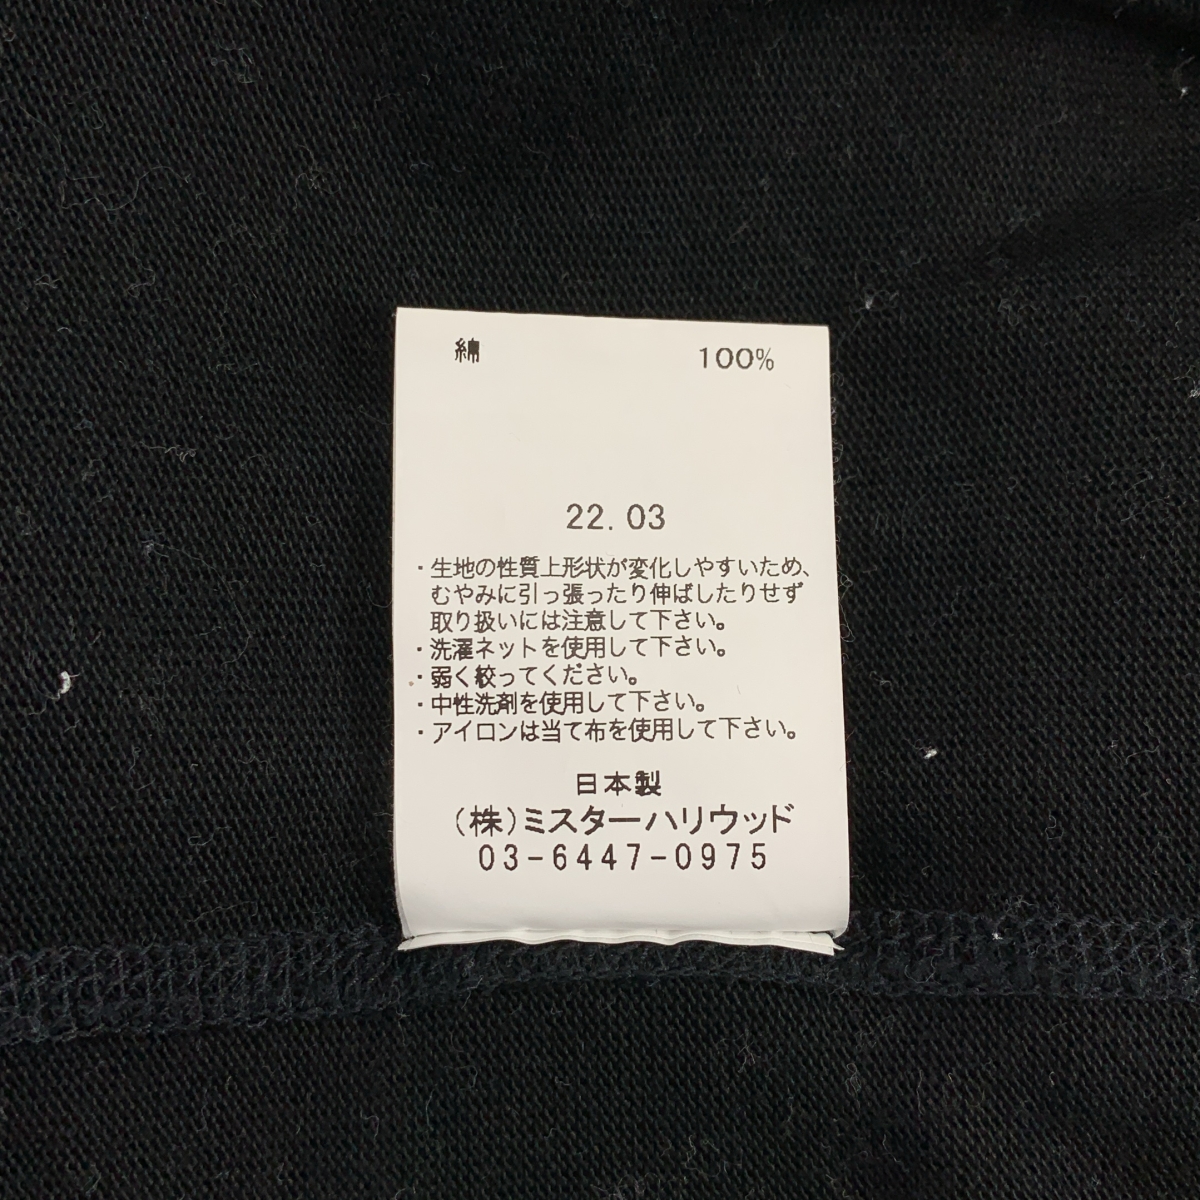 綿 100%
22.03
・生地の性質上形状が変化しやすいため、
むやみに引っ張ったり伸ばしたりせず
取り扱いには注意して下さい。
・洗濯ネットを使用して下さい。
・弱く絞ってください。
・中性洗剤を使用して下さい。
・アイロンは当て布を使用して下さい。
日本製
(株)ミスターハリウッド
03-6447-0975